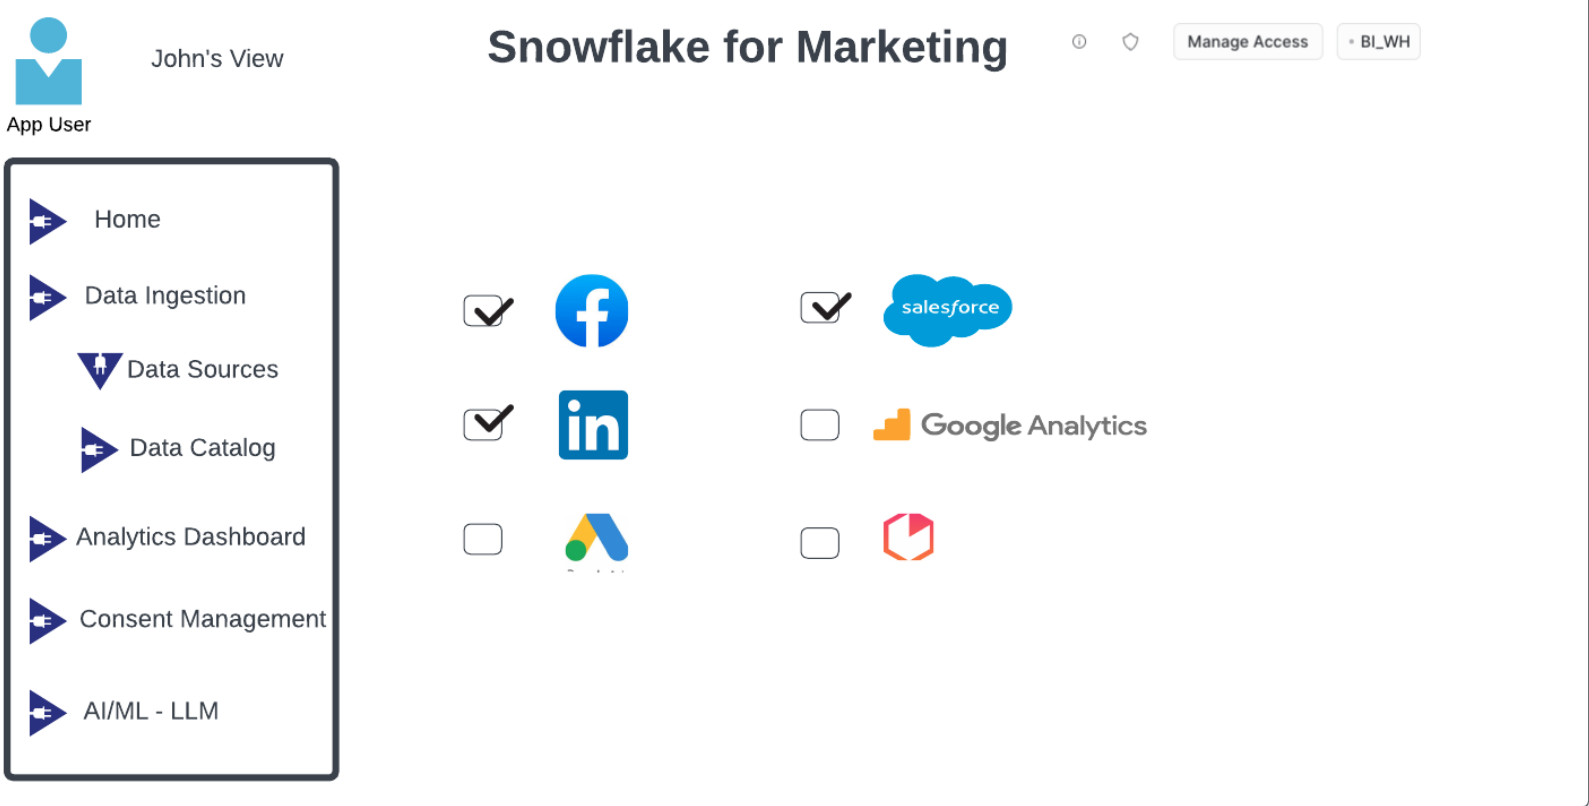 John's View
Snowflake for Marketing
Manage Access
BI_WH
App User
Home
Data Ingestion
Data Sources
Data Catalog
Analytics Dashboard
Consent Management
AI/ML - LLM
salesforce
in
Google Analytics